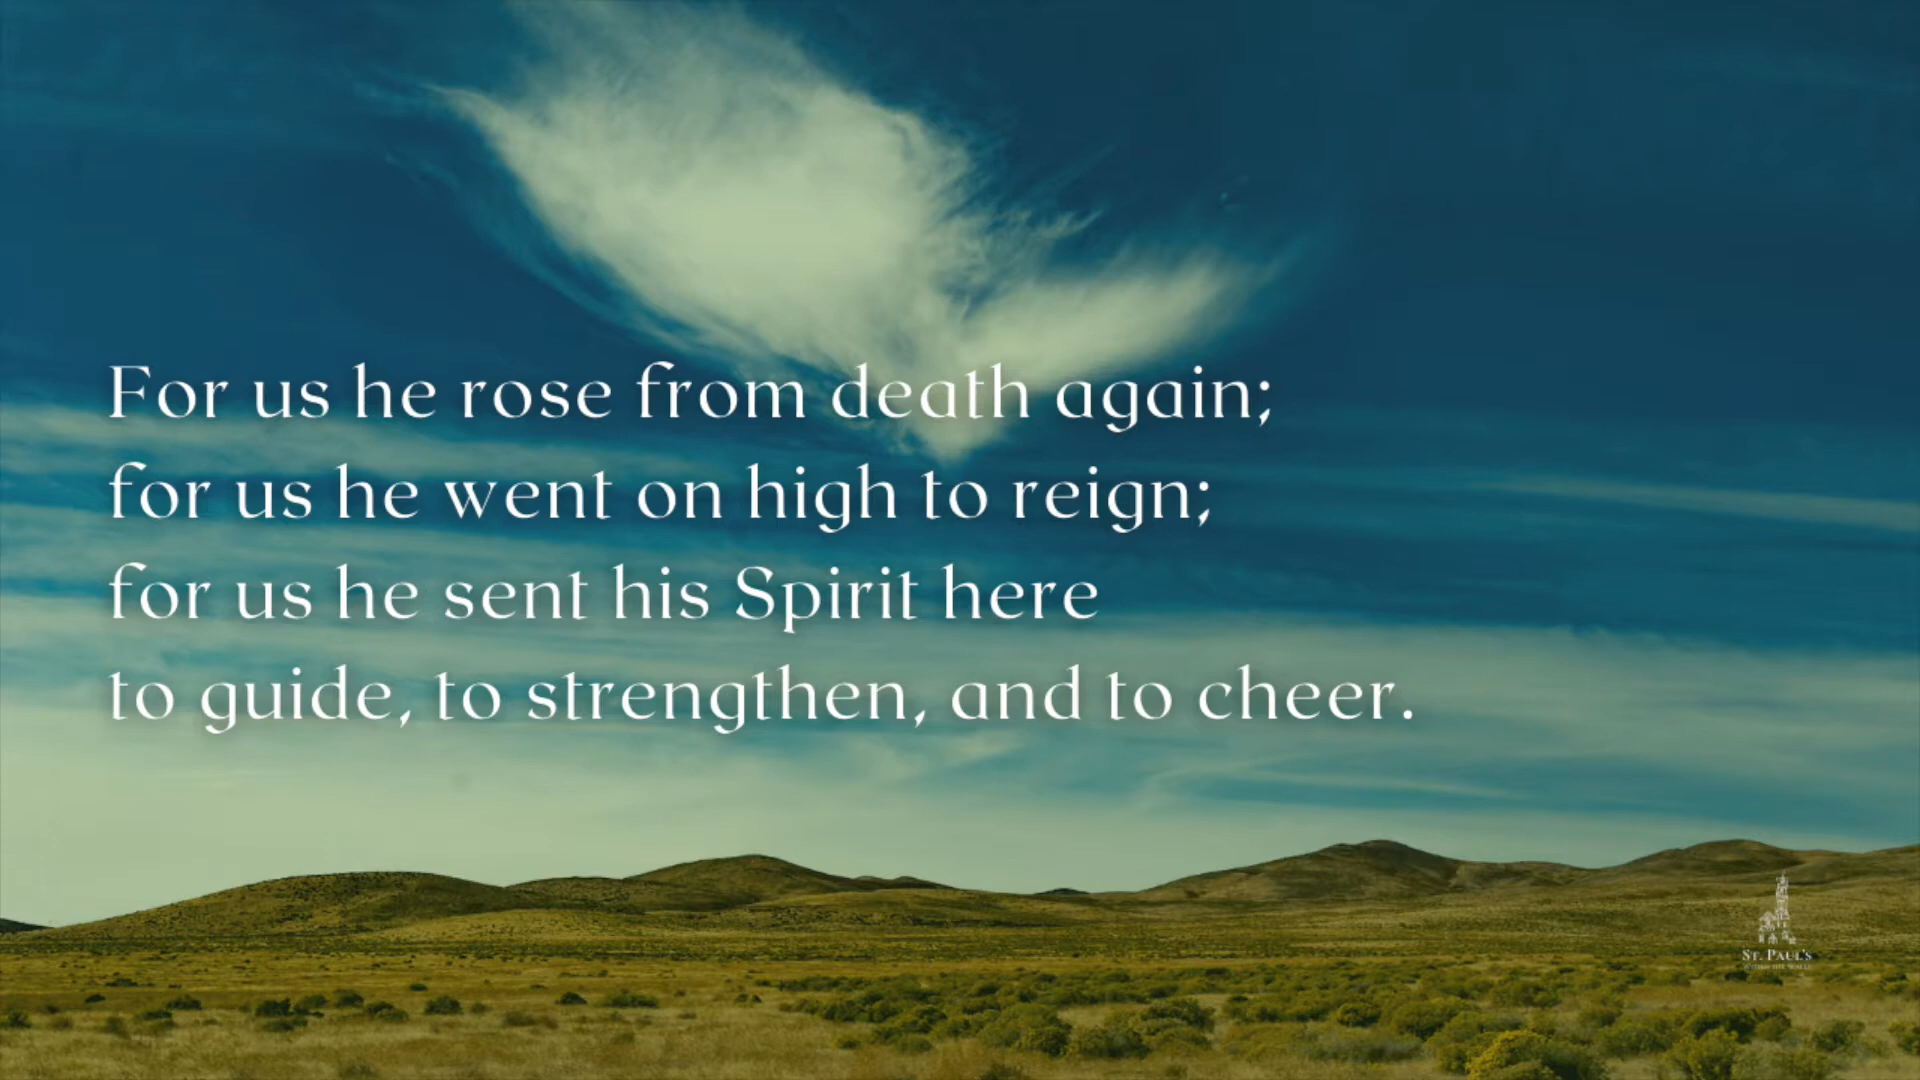 For us he rose from death again;
for us he went on high to reign;
for us he sent his Spirit here
to guide, to strengthen, and to cheer.
St. Paul's